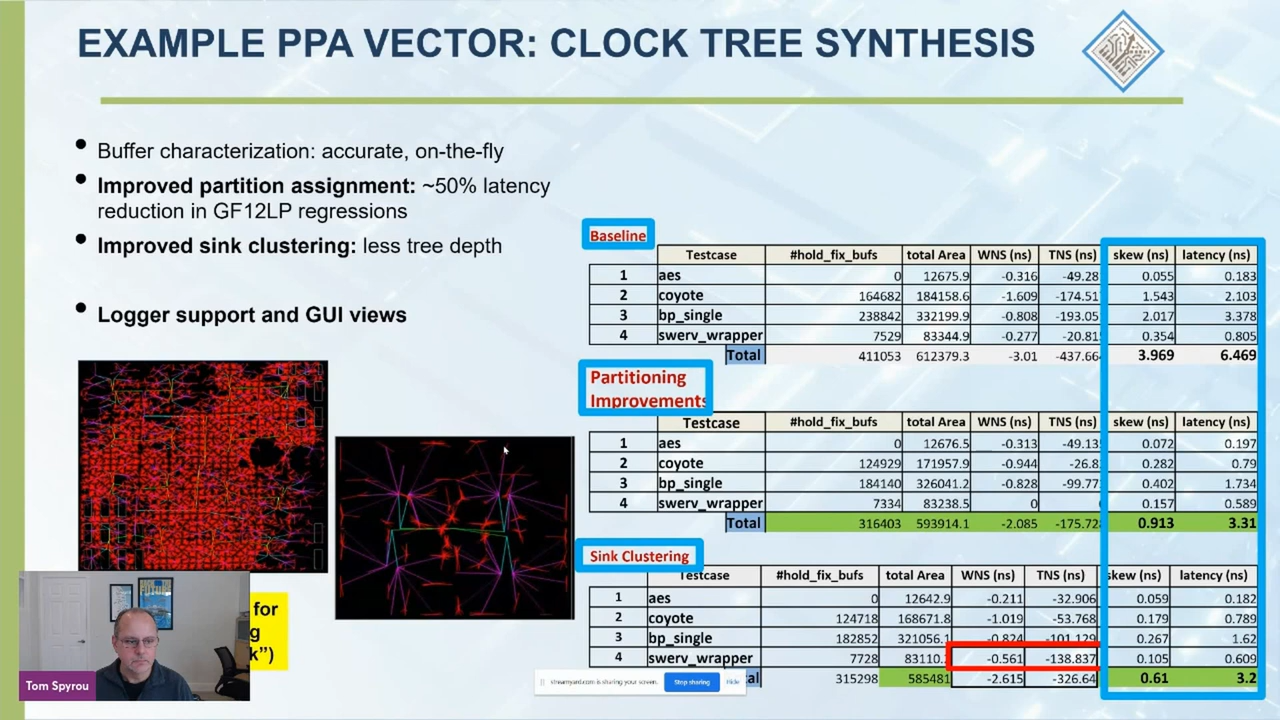 EXAMPLE PPA VECTOR: CLOCK TREE SYNTHESIS
• Buffer characterization: accurate, on-the-fly
• Improved partition assignment: ~50% latency
reduction in GF12LP regressions
• Improved sink clustering: less tree depth
• Logger support and GUI views
Baseline
Testcase #hold_fix_bufs total Area WNS (ns) TNS (ns) skew (ns) latency (ns)
1 aes 0 12675.9 -0.316 -49.28 0.055 0.183
2 coyote 164682 184158.6 -1.609 -174.51 1.543 2.103
3 bp_single 238842 332199.9 -0.808 -193.05 2.017 3.378
4 swerv_wrapper 7529 83344.9 -0.277 -20.81 0.354 0.805
Total 411053 612379.3 -3.01 -437.66 3.969 6.469
Partitioning
Improvements
Testcase #hold_fix_bufs total Area WNS (ns) TNS (ns) skew (ns) latency (ns)
1 aes 0 12676.5 -0.313 -49.13 0.072 0.197
2 coyote 124929 171957.9 -0.944 -26.8 0.282 0.79
3 bp_single 184140 326041.2 -0.828 -99.77 0.402 1.734
4 swerv_wrapper 7334 83238.5 0 0.157 0.589
Total 316403 593914.1 -2.085 -175.72 0.913 3.31
Sink Clustering
Testcase #hold_fix_bufs total Area WNS (ns) TNS (ns) skew (ns) latency (ns)
1 aes 0 12642.9 -0.211 -32.906 0.059 0.182
2 coyote 124718 168671.8 -1.019 -53.768 0.179 0.789
3 bp_single 182852 321056.1 -0.824 -101.129 0.267 1.62
4 swerv_wrapper 7728 83110. -0.561 -138.837 0.105 0.609
al 315298 585481 -2.615 -326.64 0.61 3.2
for
g
k")
Tom Spyrou
streamyard.com is sharing your screen. Stop sharing Hide